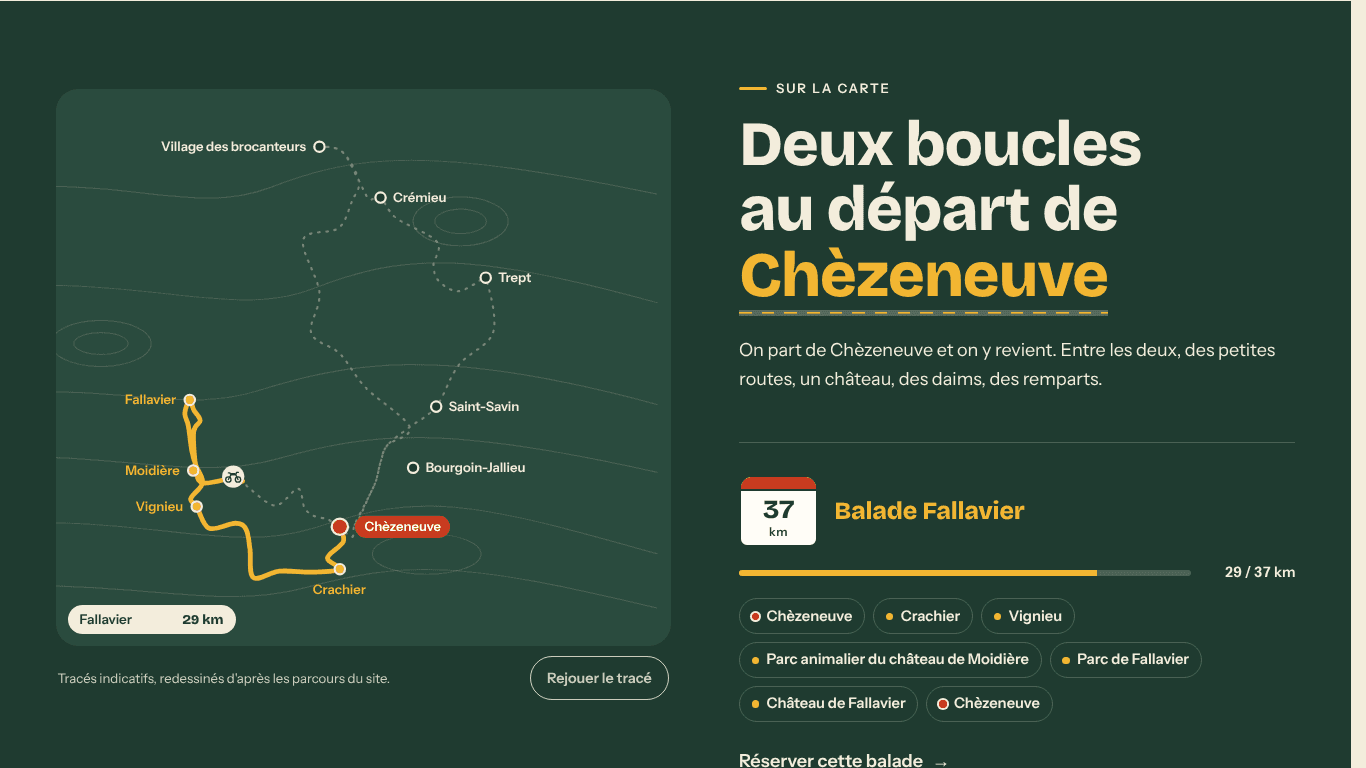 Village des brocanteurs
Crémieu
Trept
Fallavier
Saint-Savin
Moidière
Bourgoin-Jallieu
Vignieu
Chèzeneuve
Crachier
Fallavier 29 km
Tracés indicatifs, redessinés d'après les parcours du site.
Rejouer le tracé
SUR LA CARTE
Deux boucles
au départ de
Chèzeneuve
On part de Chèzeneuve et on y revient. Entre les deux, des petites
routes, un château, des daims, des remparts.
37
km
Balade Fallavier
29 / 37 km
Chèzeneuve Crachier Vignieu
Parc animalier du château de Moidière Parc de Fallavier
Château de Fallavier Chèzeneuve
Réserver cette balade →